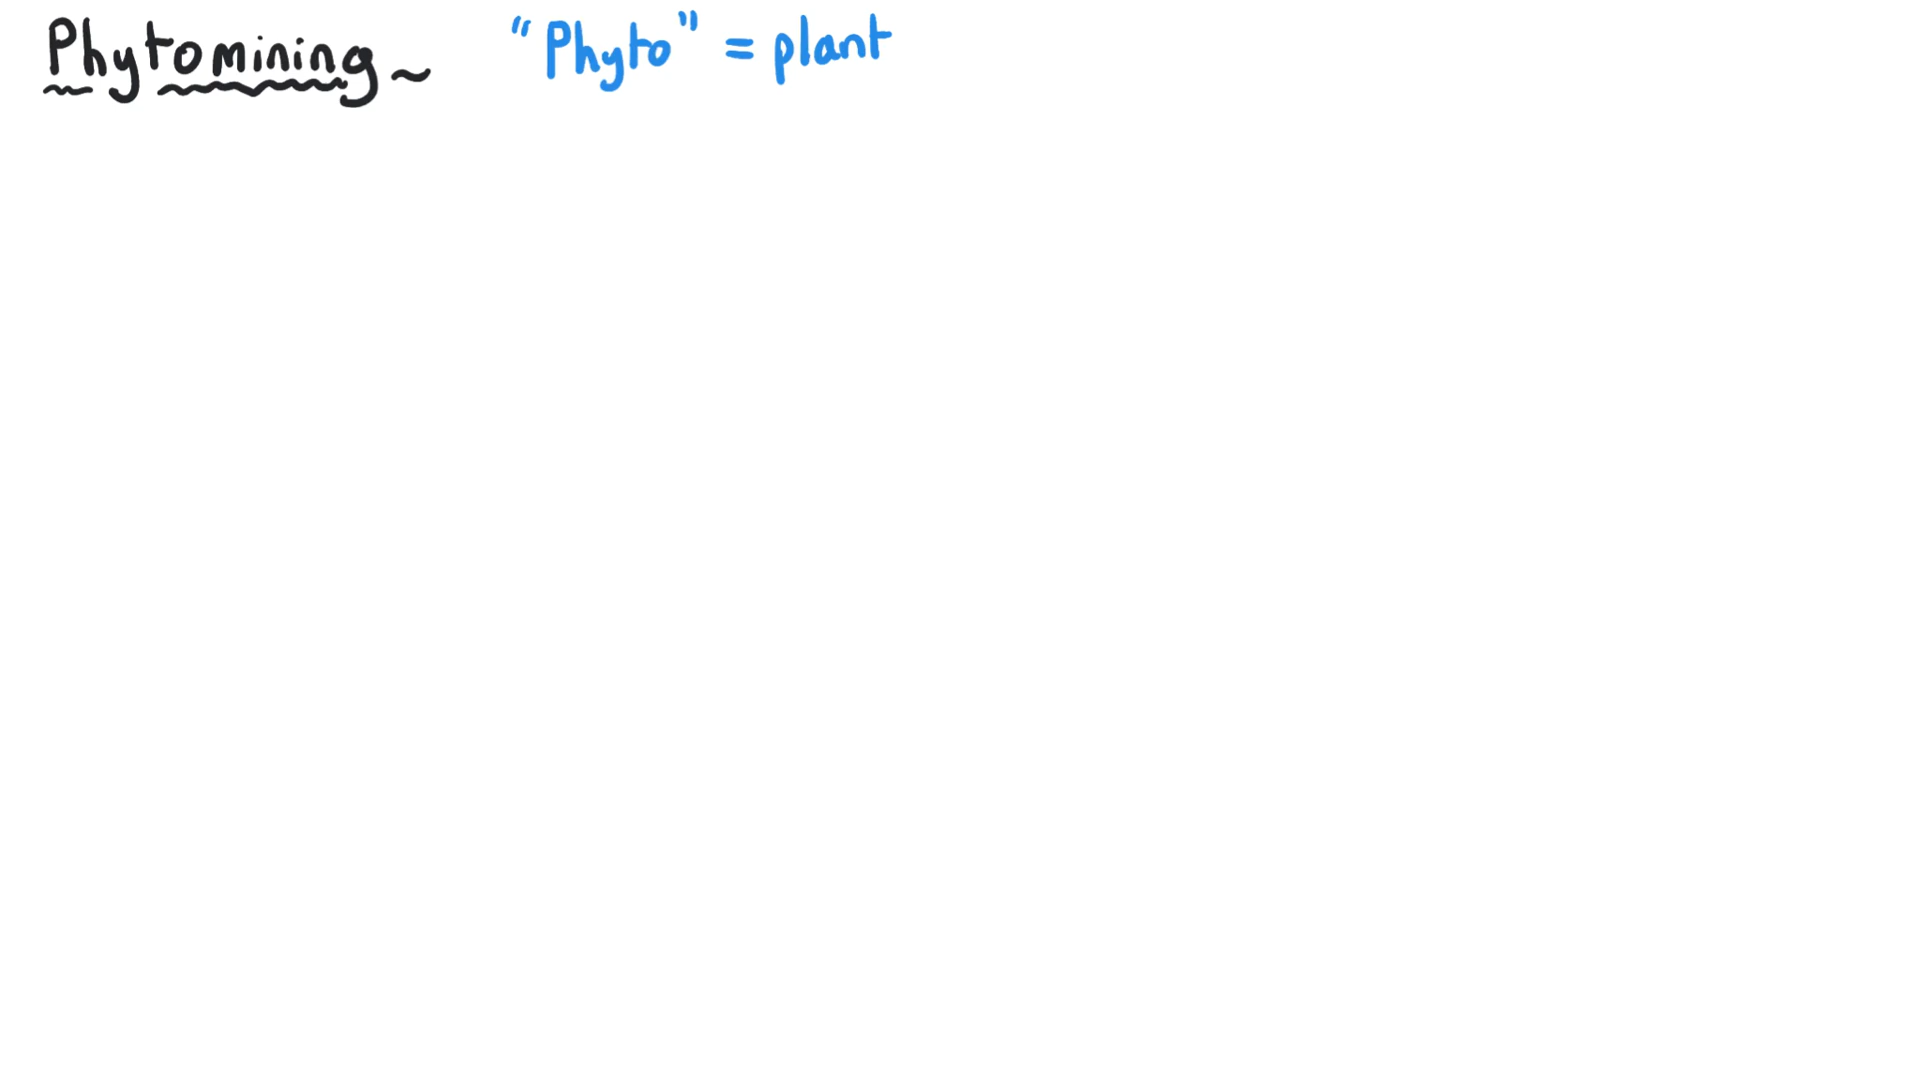 Phytomining ~ "Phyto" = plant